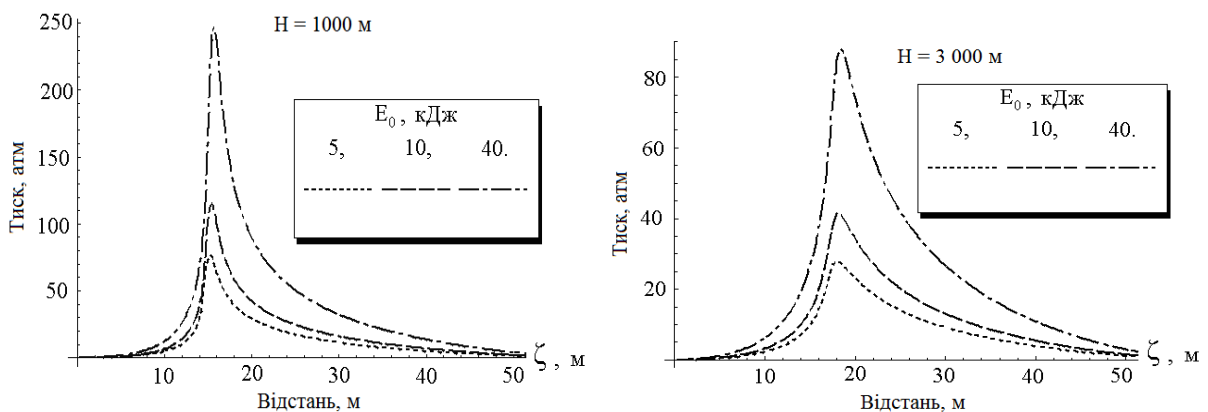 H = 1000 м
Тиск, атм
250
200
150
100
50
E0 , кДж
5, 10, 40.
10 20 30 40 50
ζ, м
Відстань, м
H = 3 000 м
Тиск, атм
80
60
40
20
E0 , кДж
5, 10, 40.
10 20 30 40 50
ζ, м
Відстань, м